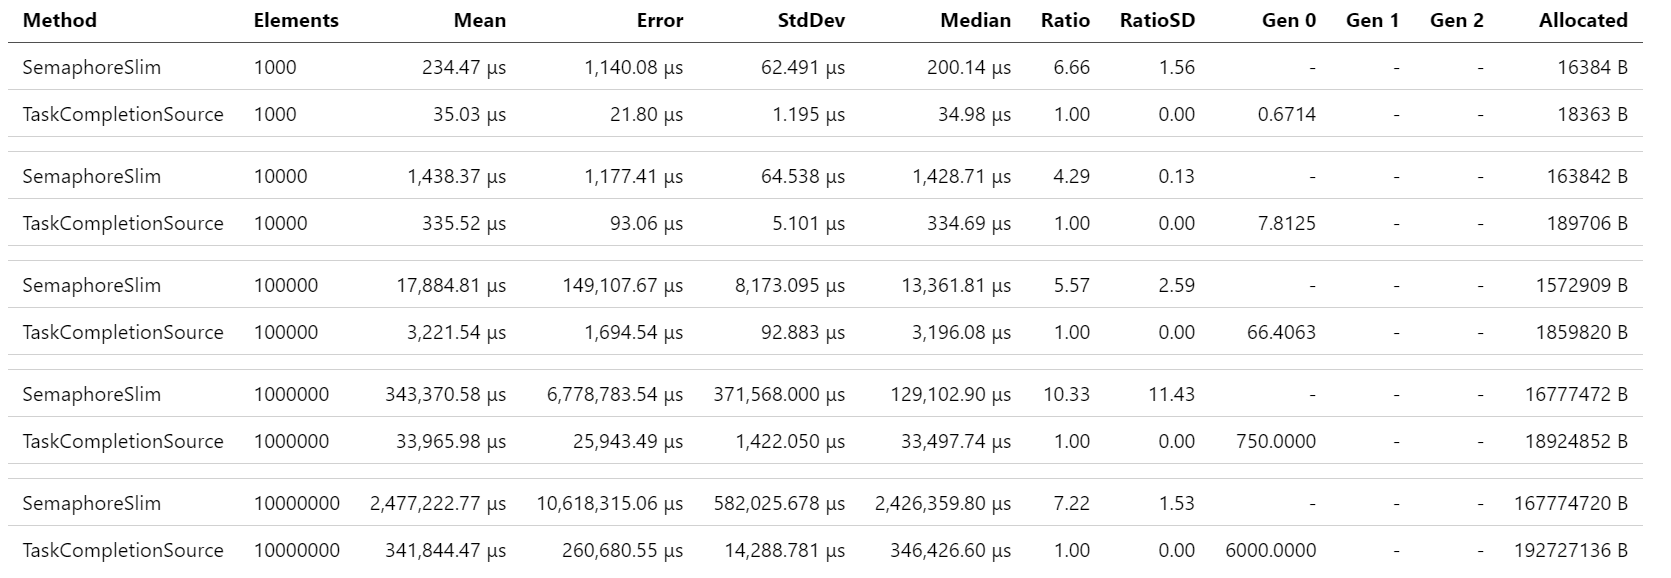 Method Elements Mean Error StdDev Median Ratio RatioSD Gen 0 Gen 1 Gen 2 Allocated
SemaphoreSlim 1000 234.47 μs 1,140.08 μs 62.491 μs 200.14 μs 6.66 1.56 - - - 16384 B
TaskCompletionSource 1000 35.03 μs 21.80 μs 1.195 μs 34.98 μs 1.00 0.00 0.6714 - - 18363 B
SemaphoreSlim 10000 1,438.37 μs 1,177.41 μs 64.538 μs 1,428.71 μs 4.29 0.13 - - - 163842 B
TaskCompletionSource 10000 335.52 μs 93.06 μs 5.101 μs 334.69 μs 1.00 0.00 7.8125 - - 189706 B
SemaphoreSlim 100000 17,884.81 μs 149,107.67 μs 8,173.095 μs 13,361.81 μs 5.57 2.59 - - - 1572909 B
TaskCompletionSource 100000 3,221.54 μs 1,694.54 μs 92.883 μs 3,196.08 μs 1.00 0.00 66.4063 - - 1859820 B
SemaphoreSlim 1000000 343,370.58 μs 6,778,783.54 μs 371,568.000 μs 129,102.90 μs 10.33 11.43 - - - 16777472 B
TaskCompletionSource 1000000 33,965.98 μs 25,943.49 μs 1,422.050 μs 33,497.74 μs 1.00 0.00 750.0000 - - 18924852 B
SemaphoreSlim 10000000 2,477,222.77 μs 10,618,315.06 μs 582,025.678 μs 2,426,359.80 μs 7.22 1.53 - - - 167774720 B
TaskCompletionSource 10000000 341,844.47 μs 260,680.55 μs 14,288.781 μs 346,426.60 μs 1.00 0.00 6000.0000 - - 192727136 B